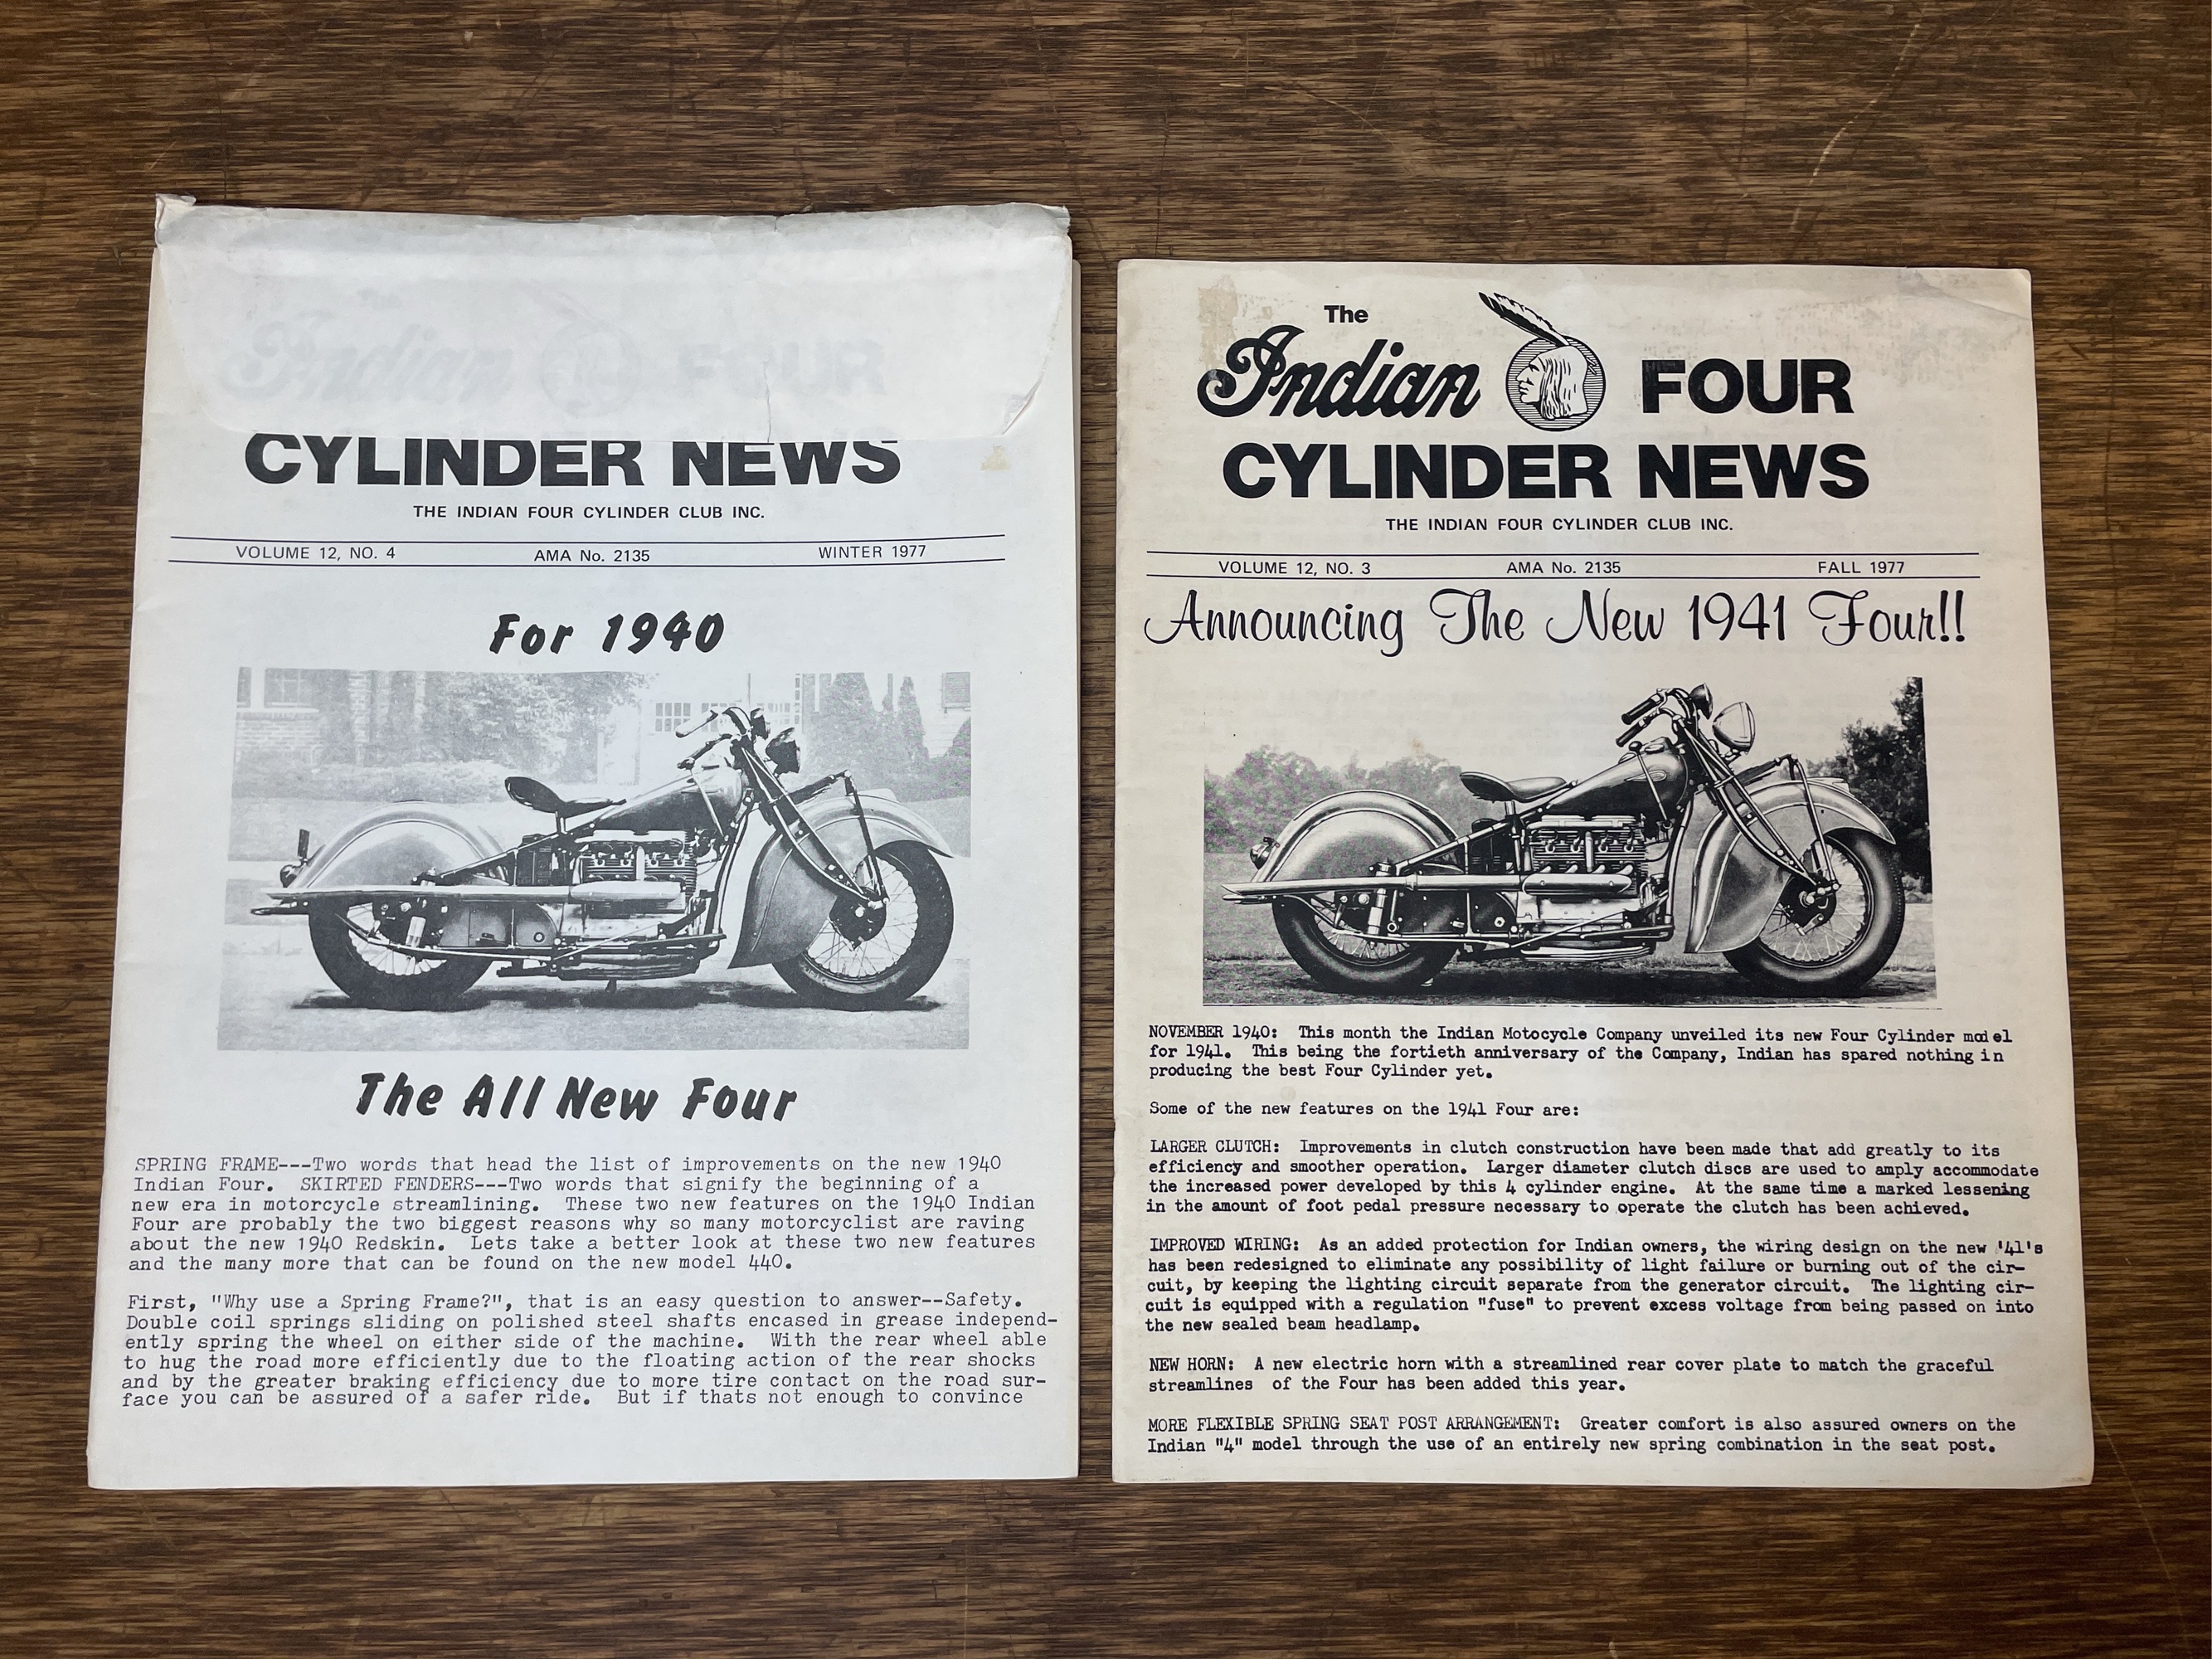 The
Indian FOUR
CYLINDER NEWS
THE INDIAN FOUR CYLINDER CLUB INC.
VOLUME 12, NO. 4 AMA No. 2135 WINTER 1977
For 1940
The All New Four
SPRING FRAME---Two words that head the list of improvements on the new 1940
Indian Four. SKIRTED FENDERS---Two words that signify the beginning of a
new era in motorcycle streamlining. These two new features on the 1940 Indian
Four are probably the two biggest reasons why so many motorcyclist are raving
about the new 1940 Redskin. Lets take a better look at these two new features
and the many more that can be found on the new model 440.
First, "Why use a Spring Frame?", that is an easy question to answer--Safety.
Double coil springs sliding on polished steel shafts encased in grease independ-
ently spring the wheel on either side of the machine. With the rear wheel able
to hug the road more efficiently due to the floating action of the rear shocks
and by the greater braking efficiency due to more tire contact on the road sur-
face you can be assured of a safer ride. But if thats not enough to convince
The
Indian FOUR
CYLINDER NEWS
THE INDIAN FOUR CYLINDER CLUB INC.
VOLUME 12, NO. 3 AMA No. 2135 FALL 1977
Announcing The New 1941 Four!!
NOVEMBER 1940: This month the Indian Motocycle Company unveiled its new Four Cylinder model
for 1941. This being the fortieth anniversary of the Company, Indian has spared nothing in
producing the best Four Cylinder yet.
Some of the new features on the 1941 Four are:
LARGER CLUTCH: Improvements in clutch construction have been made that add greatly to its
efficiency and smoother operation. Larger diameter clutch discs are used to amply accommodate
the increased power developed by this 4 cylinder engine. At the same time a marked lessening
in the amount of foot pedal pressure necessary to operate the clutch has been achieved.
IMPROVED WIRING: As an added protection for Indian owners, the wiring design on the new '41's
has been redesigned to eliminate any possibility of light failure or burning out of the cir-
cuit, by keeping the lighting circuit separate from the generator circuit. The lighting cir-
cuit is equipped with a regulation "fuse" to prevent excess voltage from being passed on into
the new sealed beam headlamp.
NEW HORN: A new electric horn with a streamlined rear cover plate to match the graceful
streamlines of the Four has been added this year.
MORE FLEXIBLE SPRING SEAT POST ARRANGEMENT: Greater comfort is also assured owners on the
Indian "4" model through the use of an entirely new spring combination in the seat post.